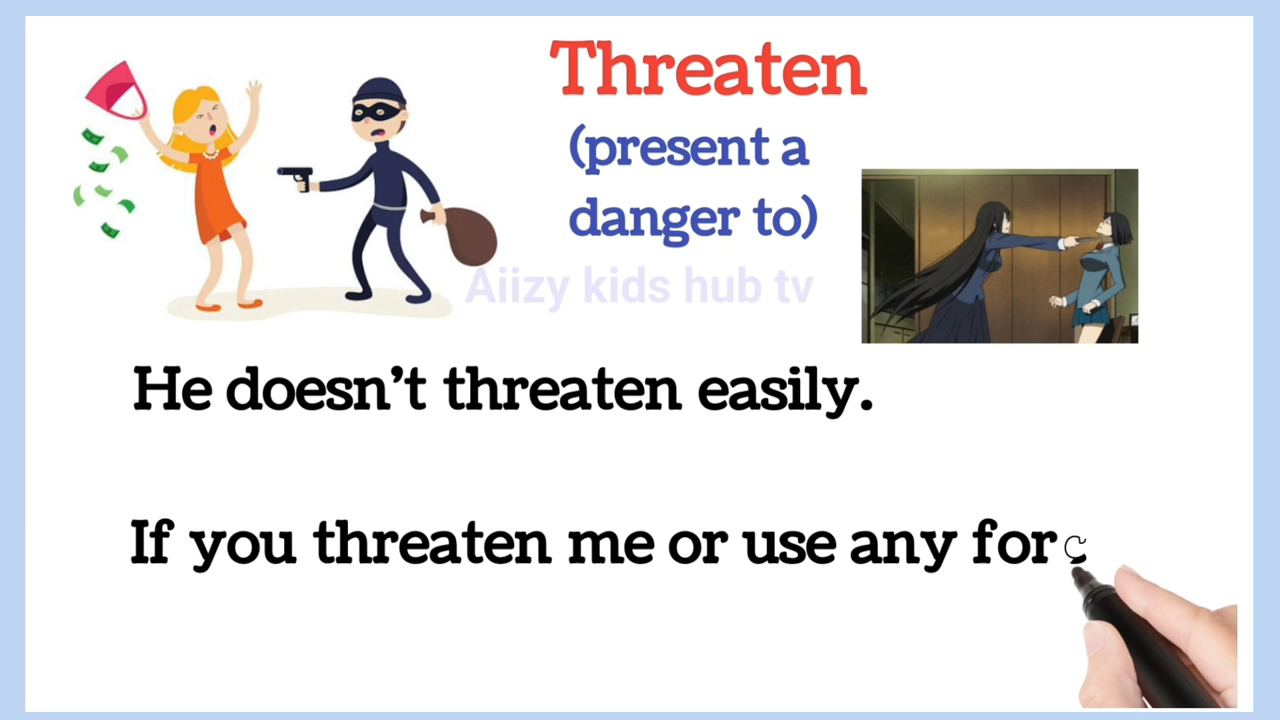 Threaten
(present a
danger to)
Aiizy kids hub tv
He doesn't threaten easily.
If you threaten me or use any forc